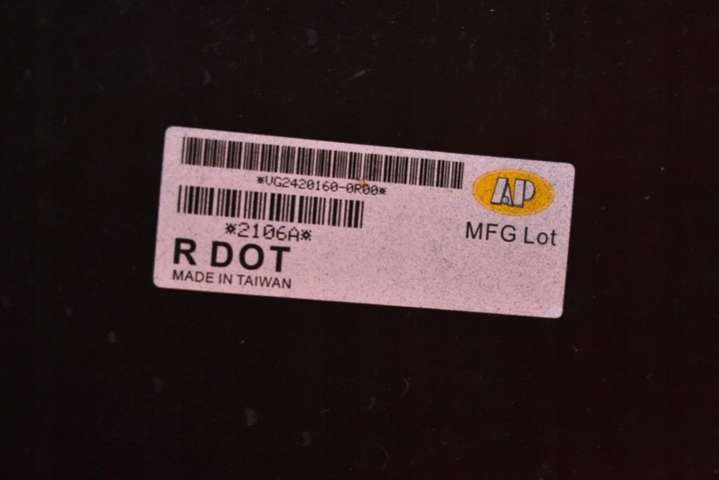 *VG2420160-0R00*
AP
*2106A*
MFG Lot
R DOT
MADE IN TAIWAN